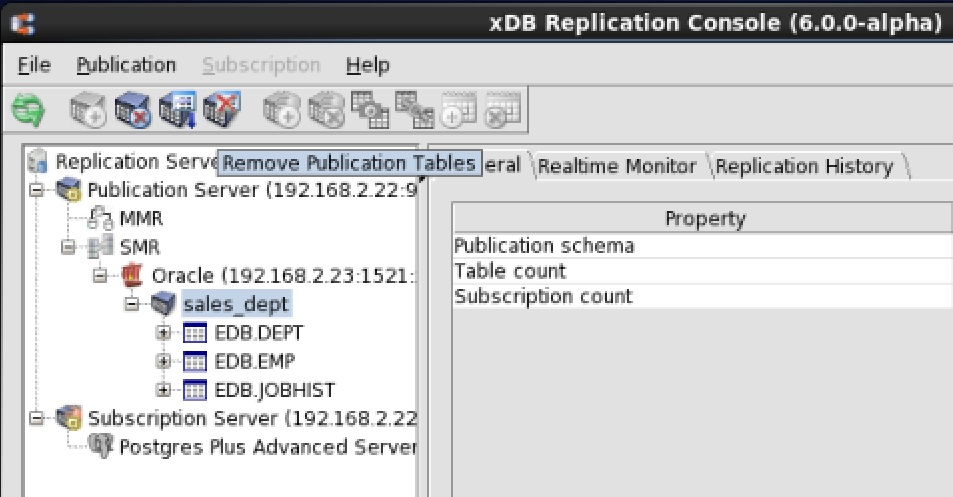 xDB Replication Console (6.0.0-alpha)
File Publication Subscription Help
Replication Serve
Remove Publication Tables
eral
Realtime Monitor
Replication History
Publication Server (192.168.2.22:9
MMR
SMR
Oracle (192.168.2.23:1521:
sales_dept
EDB.DEPT
EDB.EMP
EDB.JOBHIST
Subscription Server (192.168.2.22
Postgres Plus Advanced Server
Property
Publication schema
Table count
Subscription count